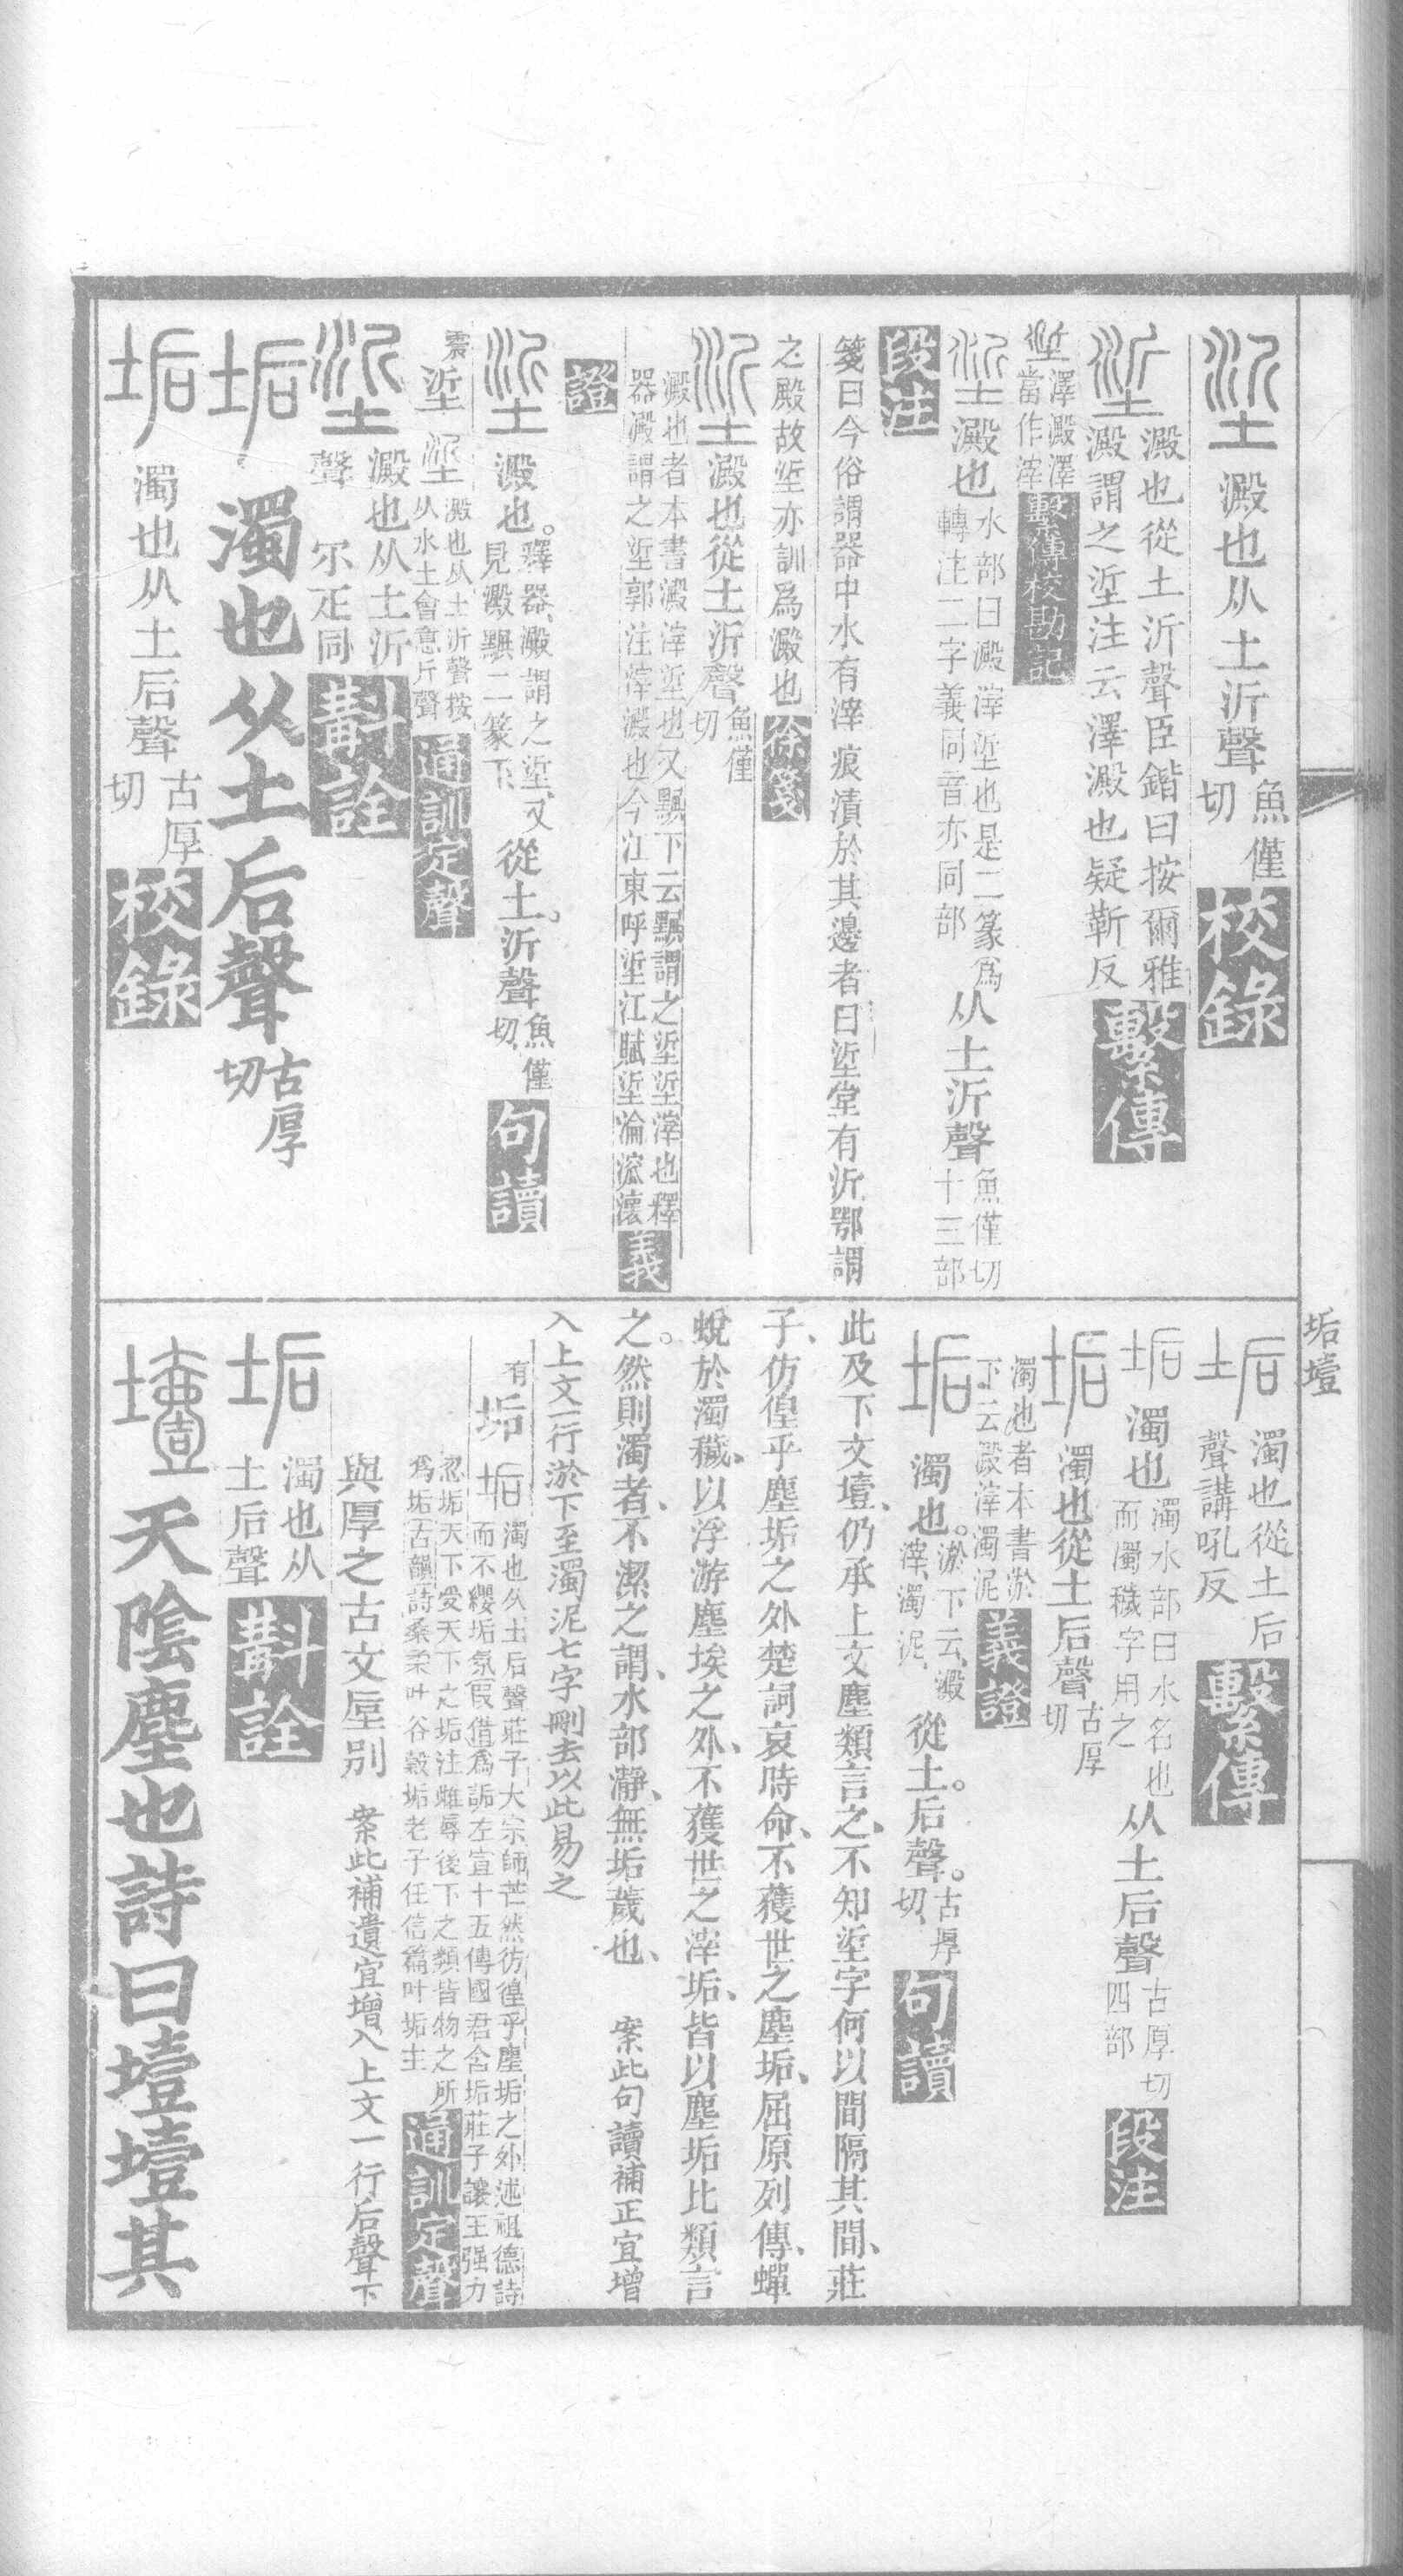 垽澱也从土沂聲魚僅切校錄
垽澱也從土沂聲臣鍇曰按爾雅
澱謂之垽注云澤澱也疑靳反繫傳
垽澤澱澤
當作滓繫傳校勘記
垽澱也水部曰澱滓垽也是二篆爲
轉注二字義同音亦同部从土沂聲魚僅切
十三部
段注
箋曰今俗謂器中水有滓痕漬於其邊者曰垽堂有沂鄂謂
之殿故垽亦訓爲澱也徐箋
垽澱也從土沂聲魚僅切
澱也者本書澱滓垽也又黰下云黰謂之垽垽滓也釋
器澱謂之垽郭注滓澱也今江東呼垽江賦垽淪溛瀤義
證
垽澱也。釋器、澱謂之垽、又
見澱黰二篆下、從土。沂聲魚僅切、句讀
震垽垽澱也从土沂聲按
从水土會意斤聲通訓定聲
垽澱也从土沂
聲 尒疋同斠詮
垢濁也从土后聲古厚切
垢濁也从土后聲古厚切校錄
垢壒
垢濁也從土后
聲講吼反繫傳
垢濁也濁水部曰水名也
而濁穢字用之从土后聲古厚切
四部段注
垢濁也從土后聲古厚切
濁也者本書淤
下云澱滓濁泥義證
垢濁也。淤下云、澱
滓、濁泥、從土。后聲。古厚切、句讀
此及下文壒、仍承上文塵類言之、不知垽字何以間隔其間、莊
子、仿偟乎塵垢之外楚詞哀時命、不獲世之塵垢、屈原列傳、蟬
蛻於濁穢、以浮游塵埃之外、不獲世之滓垢、皆以塵垢比類言
之。然則濁者、不潔之謂、水部瀞、無垢薉也、 案此句讀補正宜增
入上文一行淤下至濁泥七字刪去以此易之
有垢垢濁也从土后聲莊子大宗師芒然彷徨乎塵垢之外述祖德詩
而不纓垢氛假借爲詬左宣十五傳國君含垢莊子讓王强力
忍垢天下受天下之垢注雌辱後下之類皆物之所
爲垢古韻詩桑柔叶谷穀垢老子任信篇叶垢主通訓定聲
與厚之古文垕別 案此補遺宜增入上文一行后聲下
垢濁也从
土后聲斠詮
壒天陰塵也詩曰壒壒其